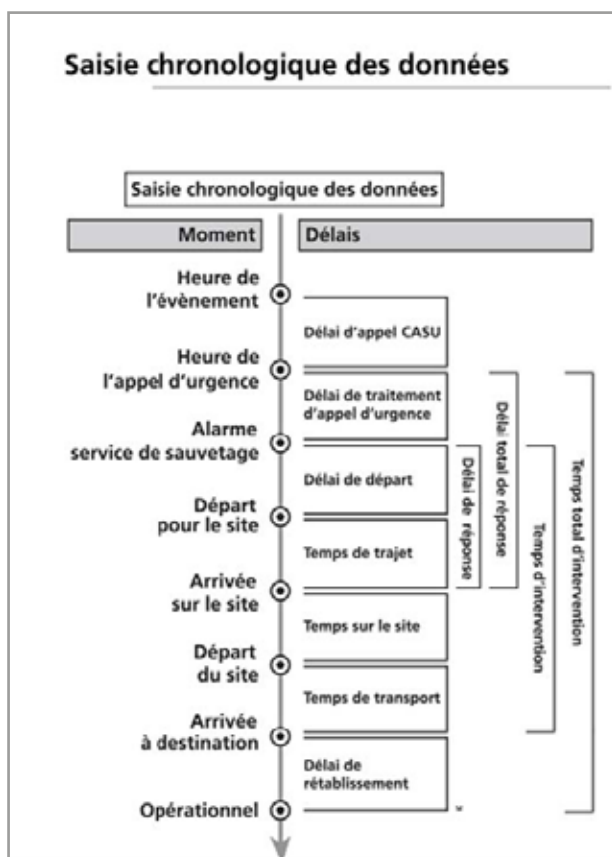 Saisie chronologique des données
Saisie chronologique des données
Moment
Délais
Heure de
l'évènement
Délai d'appel CASU
Heure de
l'appel d'urgence
Délai de traitement
d'appel d'urgence
Alarme
service de sauvetage
Délai de départ
Départ
pour le site
Temps de trajet
Arrivée
sur le site
Temps sur le site
Départ
du site
Temps de transport
Arrivée
à destination
Délai de
rétablissement
Opérationnel
Délai de réponse
Délai total de réponse
Temps d'intervention
Temps total d'intervention